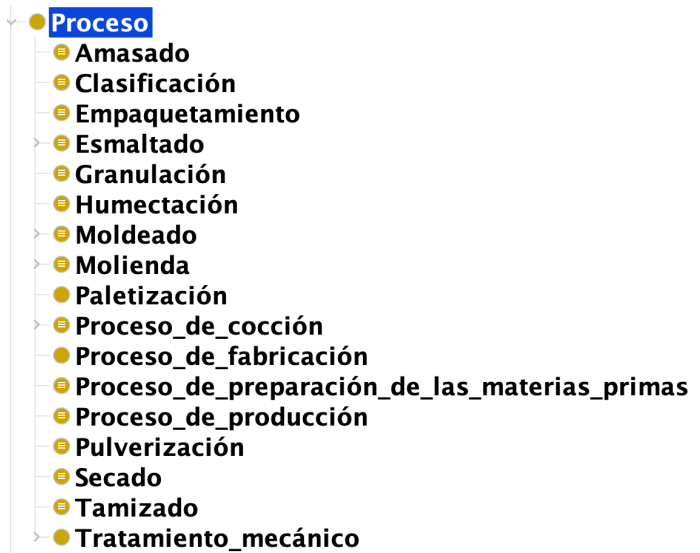 Proceso
Amasado
Clasificación
Empaquetamiento
Esmaltado
Granulación
Humectación
Moldeado
Molienda
Paletización
Proceso_de_cocción
Proceso_de_fabricación
Proceso_de_preparación_de_las_materias_primas
Proceso_de_producción
Pulverización
Secado
Tamizado
Tratamiento_mecánico